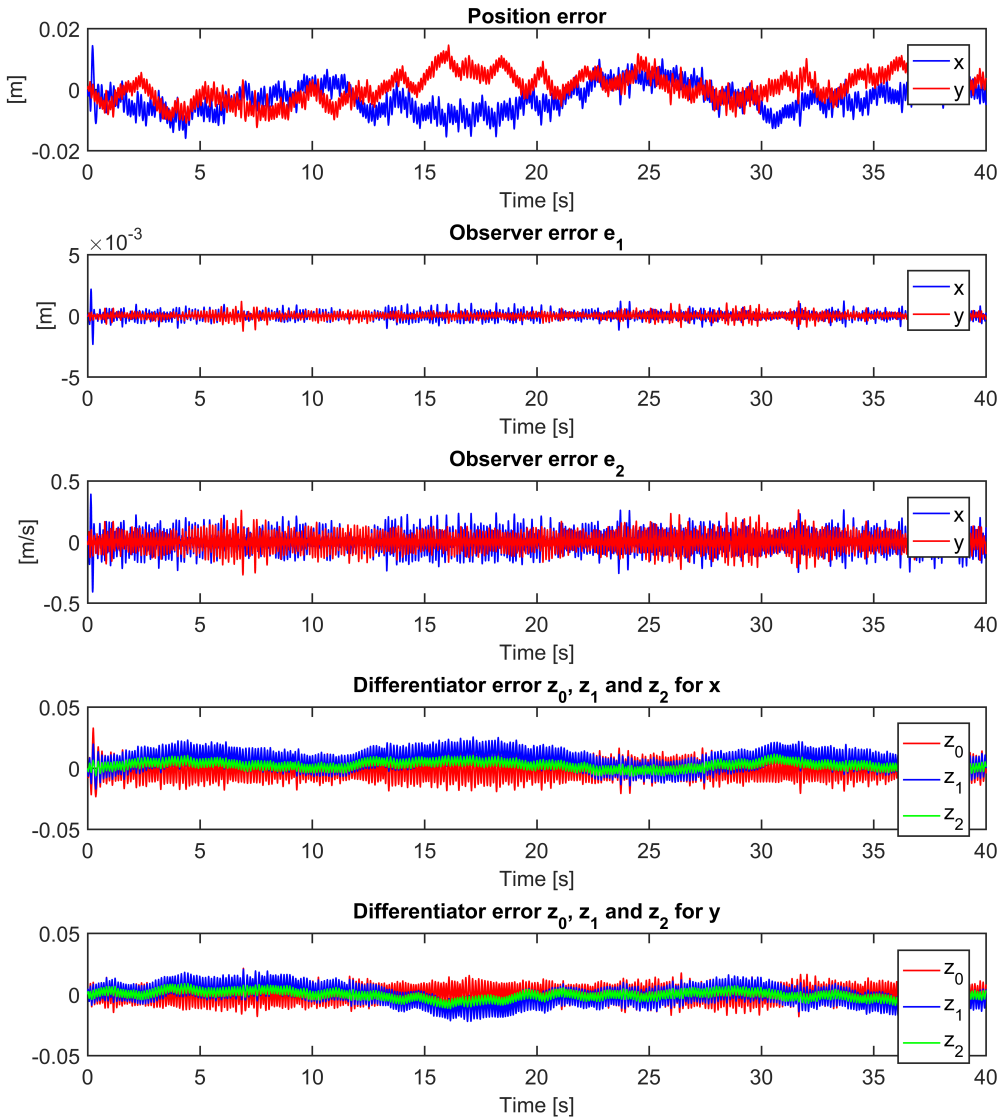 Position error
0.02
0
-0.02
[m]
x
y
0 5 10 15 20 25 30 35 40
Time [s]
Observer error e₁
×10⁻³
5
0
-5
[m]
x
y
0 5 10 15 20 25 30 35 40
Time [s]
Observer error e₂
0.5
0
-0.5
[m/s]
x
y
0 5 10 15 20 25 30 35 40
Time [s]
Differentiator error z₀, z₁ and z₂ for x
0.05
0
-0.05
z₀
z₁
z₂
0 5 10 15 20 25 30 35 40
Time [s]
Differentiator error z₀, z₁ and z₂ for y
0.05
0
-0.05
z₀
z₁
z₂
0 5 10 15 20 25 30 35 40
Time [s]